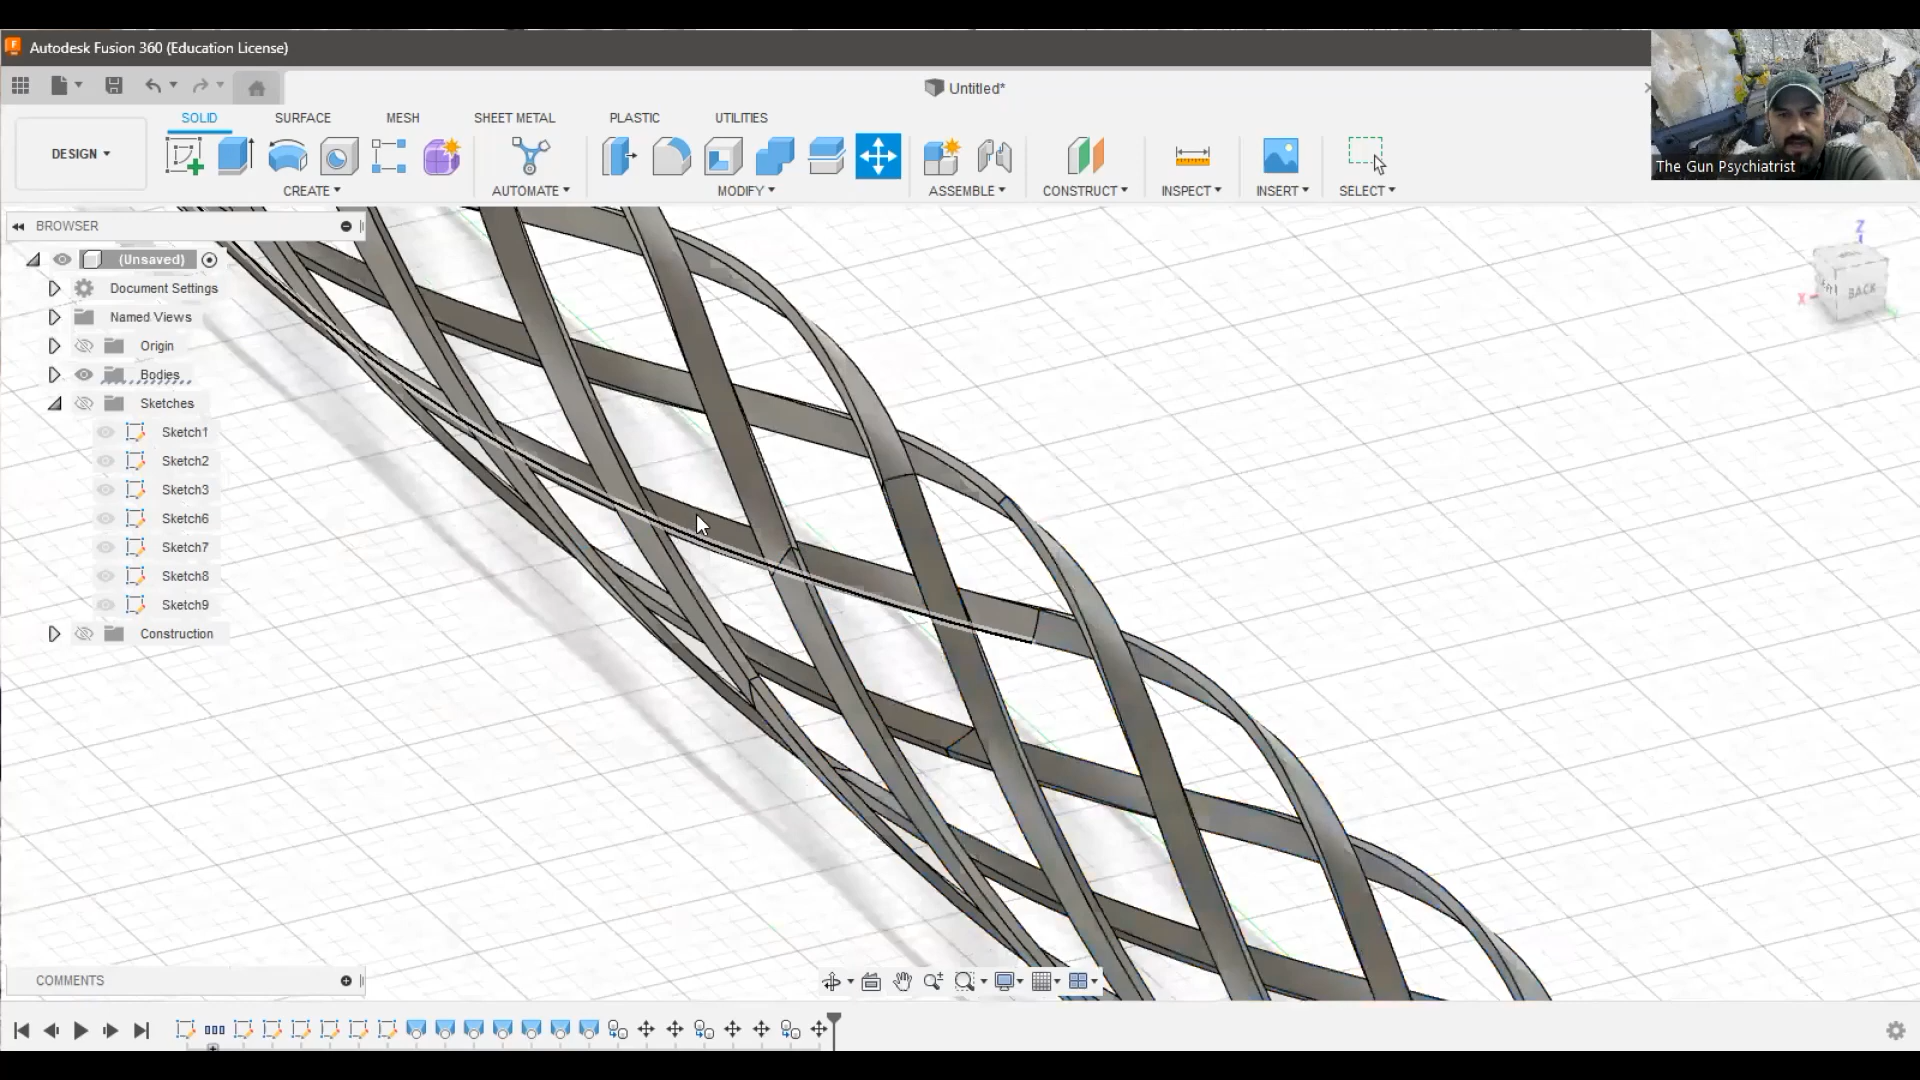 Autodesk Fusion 360 (Education License)
Untitled*
The Gun Psychiatrist
SOLID SURFACE MESH SHEET METAL PLASTIC UTILITIES
DESIGN
CREATE AUTOMATE MODIFY ASSEMBLE CONSTRUCT INSPECT INSERT SELECT
BROWSER
(Unsaved)
Document Settings
Named Views
Origin
Bodies
Sketches
Sketch1
Sketch2
Sketch3
Sketch6
Sketch7
Sketch8
Sketch9
Construction
Z
X
BACK
COMMENTS